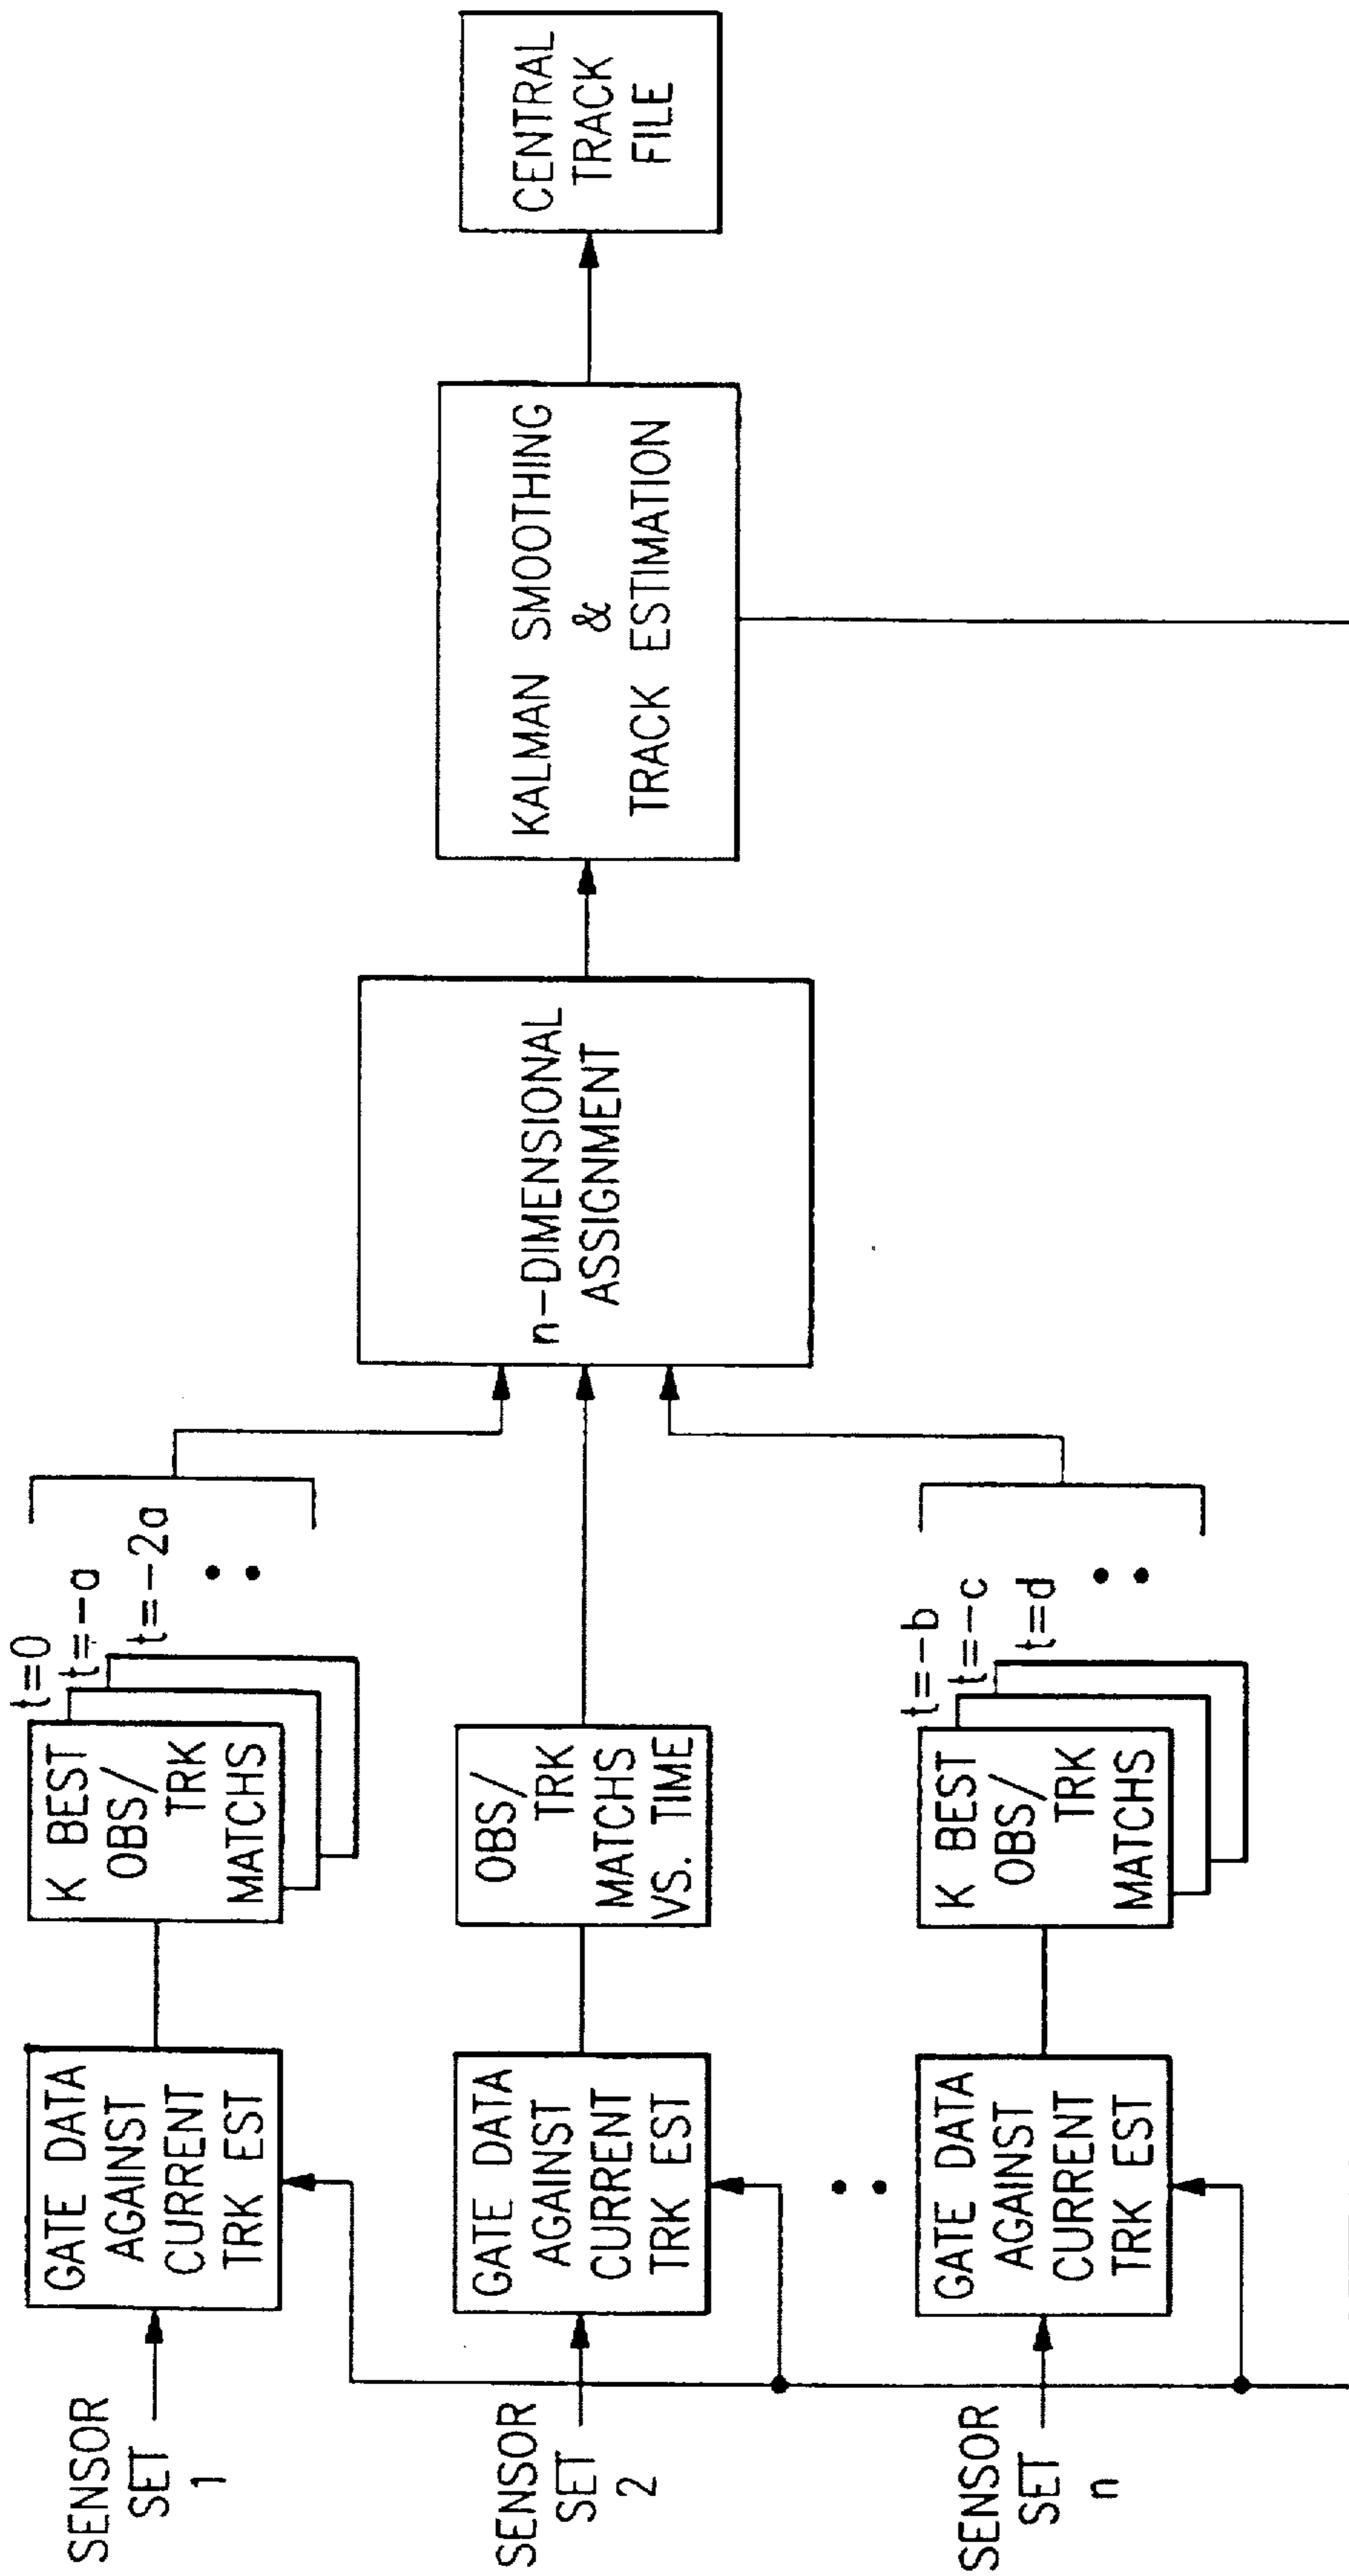 SENSOR
SET
1
GATE DATA
AGAINST
CURRENT
TRK EST
K BEST
OBS/
TRK
MATCHS
t=0
t=-a
t=-2a
SENSOR
SET
2
GATE DATA
AGAINST
CURRENT
TRK EST
OBS/
TRK
MATCHS
VS. TIME
SENSOR
SET
n
GATE DATA
AGAINST
CURRENT
TRK EST
K BEST
OBS/
TRK
MATCHS
t=-b
t=-c
t=d
n-DIMENSIONAL
ASSIGNMENT
KALMAN SMOOTHING
&
TRACK ESTIMATION
CENTRAL
TRACK
FILE